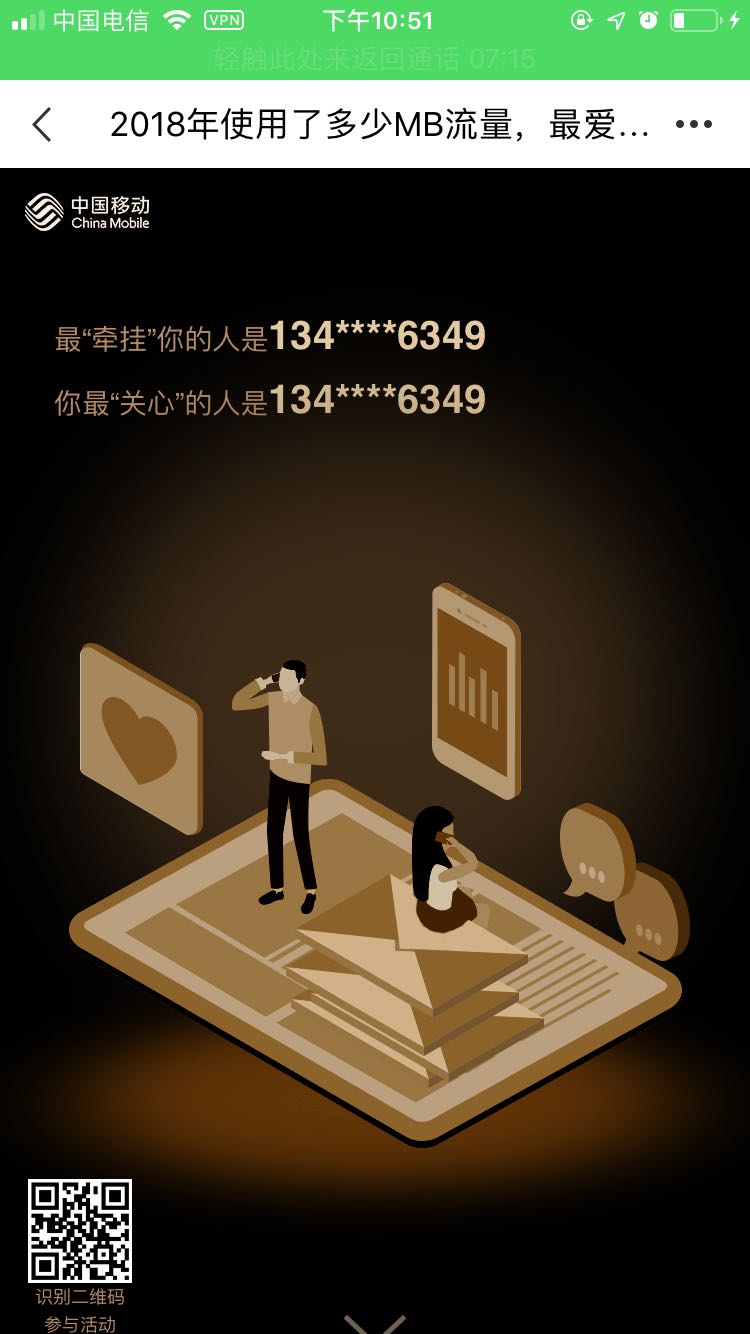 中国电信 VPN 下午10:51
轻触此处来返回通话 07:15
2018年使用了多少MB流量，最爱...
中国移动
China Mobile
最“牵挂”你的人是134****6349
你最“关心”的人是134****6349
识别二维码
参与活动